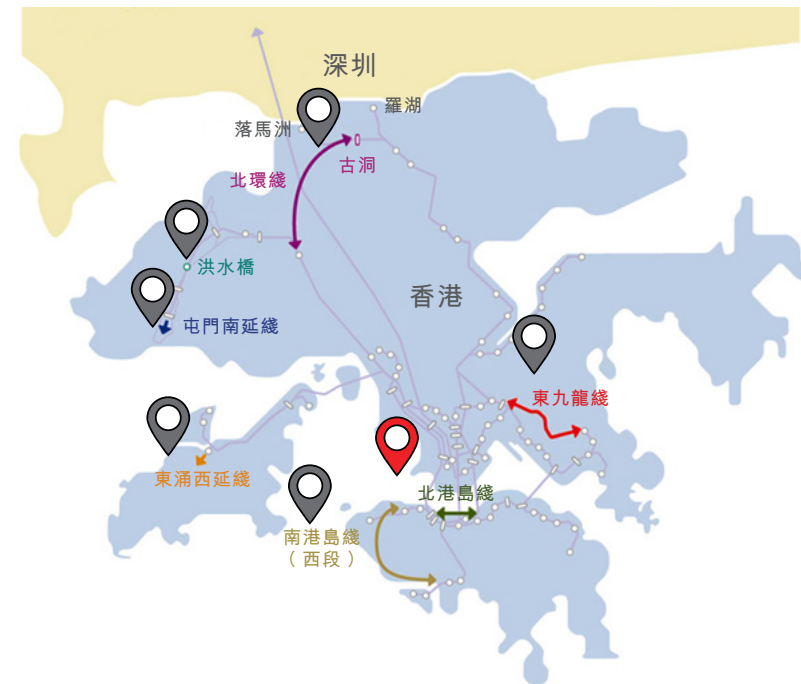 深圳
羅湖
落馬洲
古洞
北環綫
洪水橋
香港
屯門南延綫
東九龍綫
東涌西延綫
北港島綫
南港島綫
（西段）